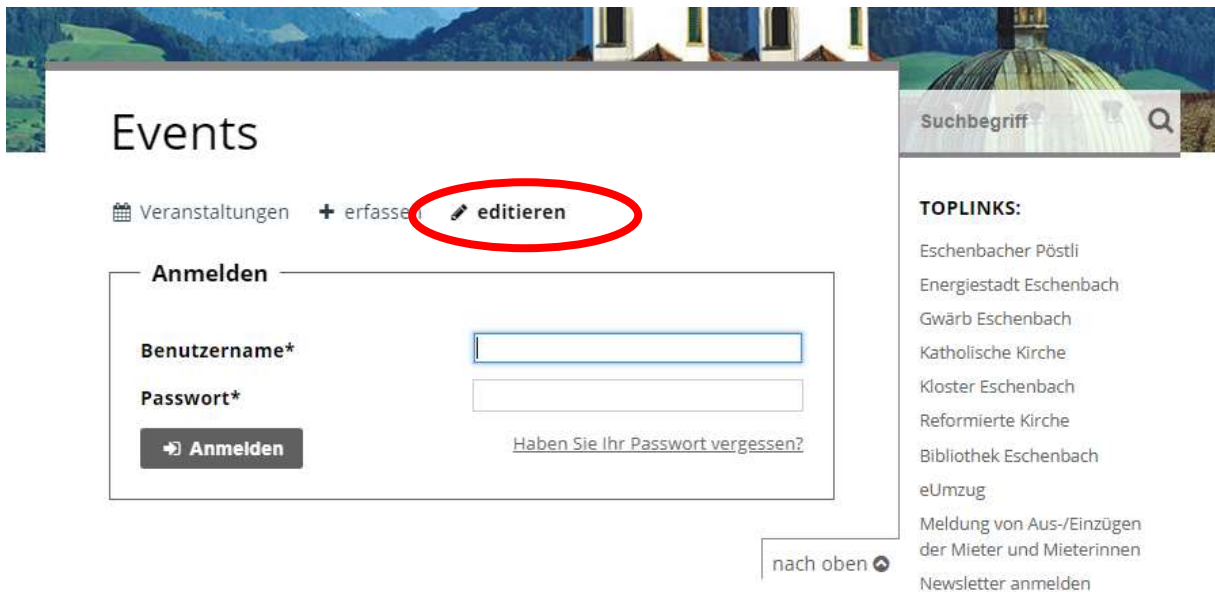 Events
Suchbegriff
Veranstaltungen + erfassen editieren
Anmelden
Benutzername*
Passwort*
Anmelden
Haben Sie Ihr Passwort vergessen?
nach oben
TOPLINKS:
Eschenbacher Pöstli
Energiestadt Eschenbach
Gwärb Eschenbach
Katholische Kirche
Kloster Eschenbach
Reformierte Kirche
Bibliothek Eschenbach
eUmzug
Meldung von Aus-/Einzügen
der Mieter und Mieterinnen
Newsletter anmelden